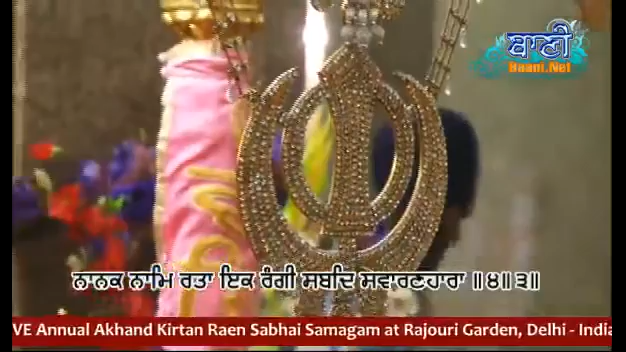 ਬਾਣੀ
Baani.Net
ਨਾਨਕ ਨਾਮਿ ਰਤਾ ਇਕ ਰੰਗੀ ਸਬਦਿ ਸਵਾਰਣਹਾਰਾ ॥੪॥੩॥
VE Annual Akhand Kirtan Raen Sabhai Samagam at Rajouri Garden, Delhi - India